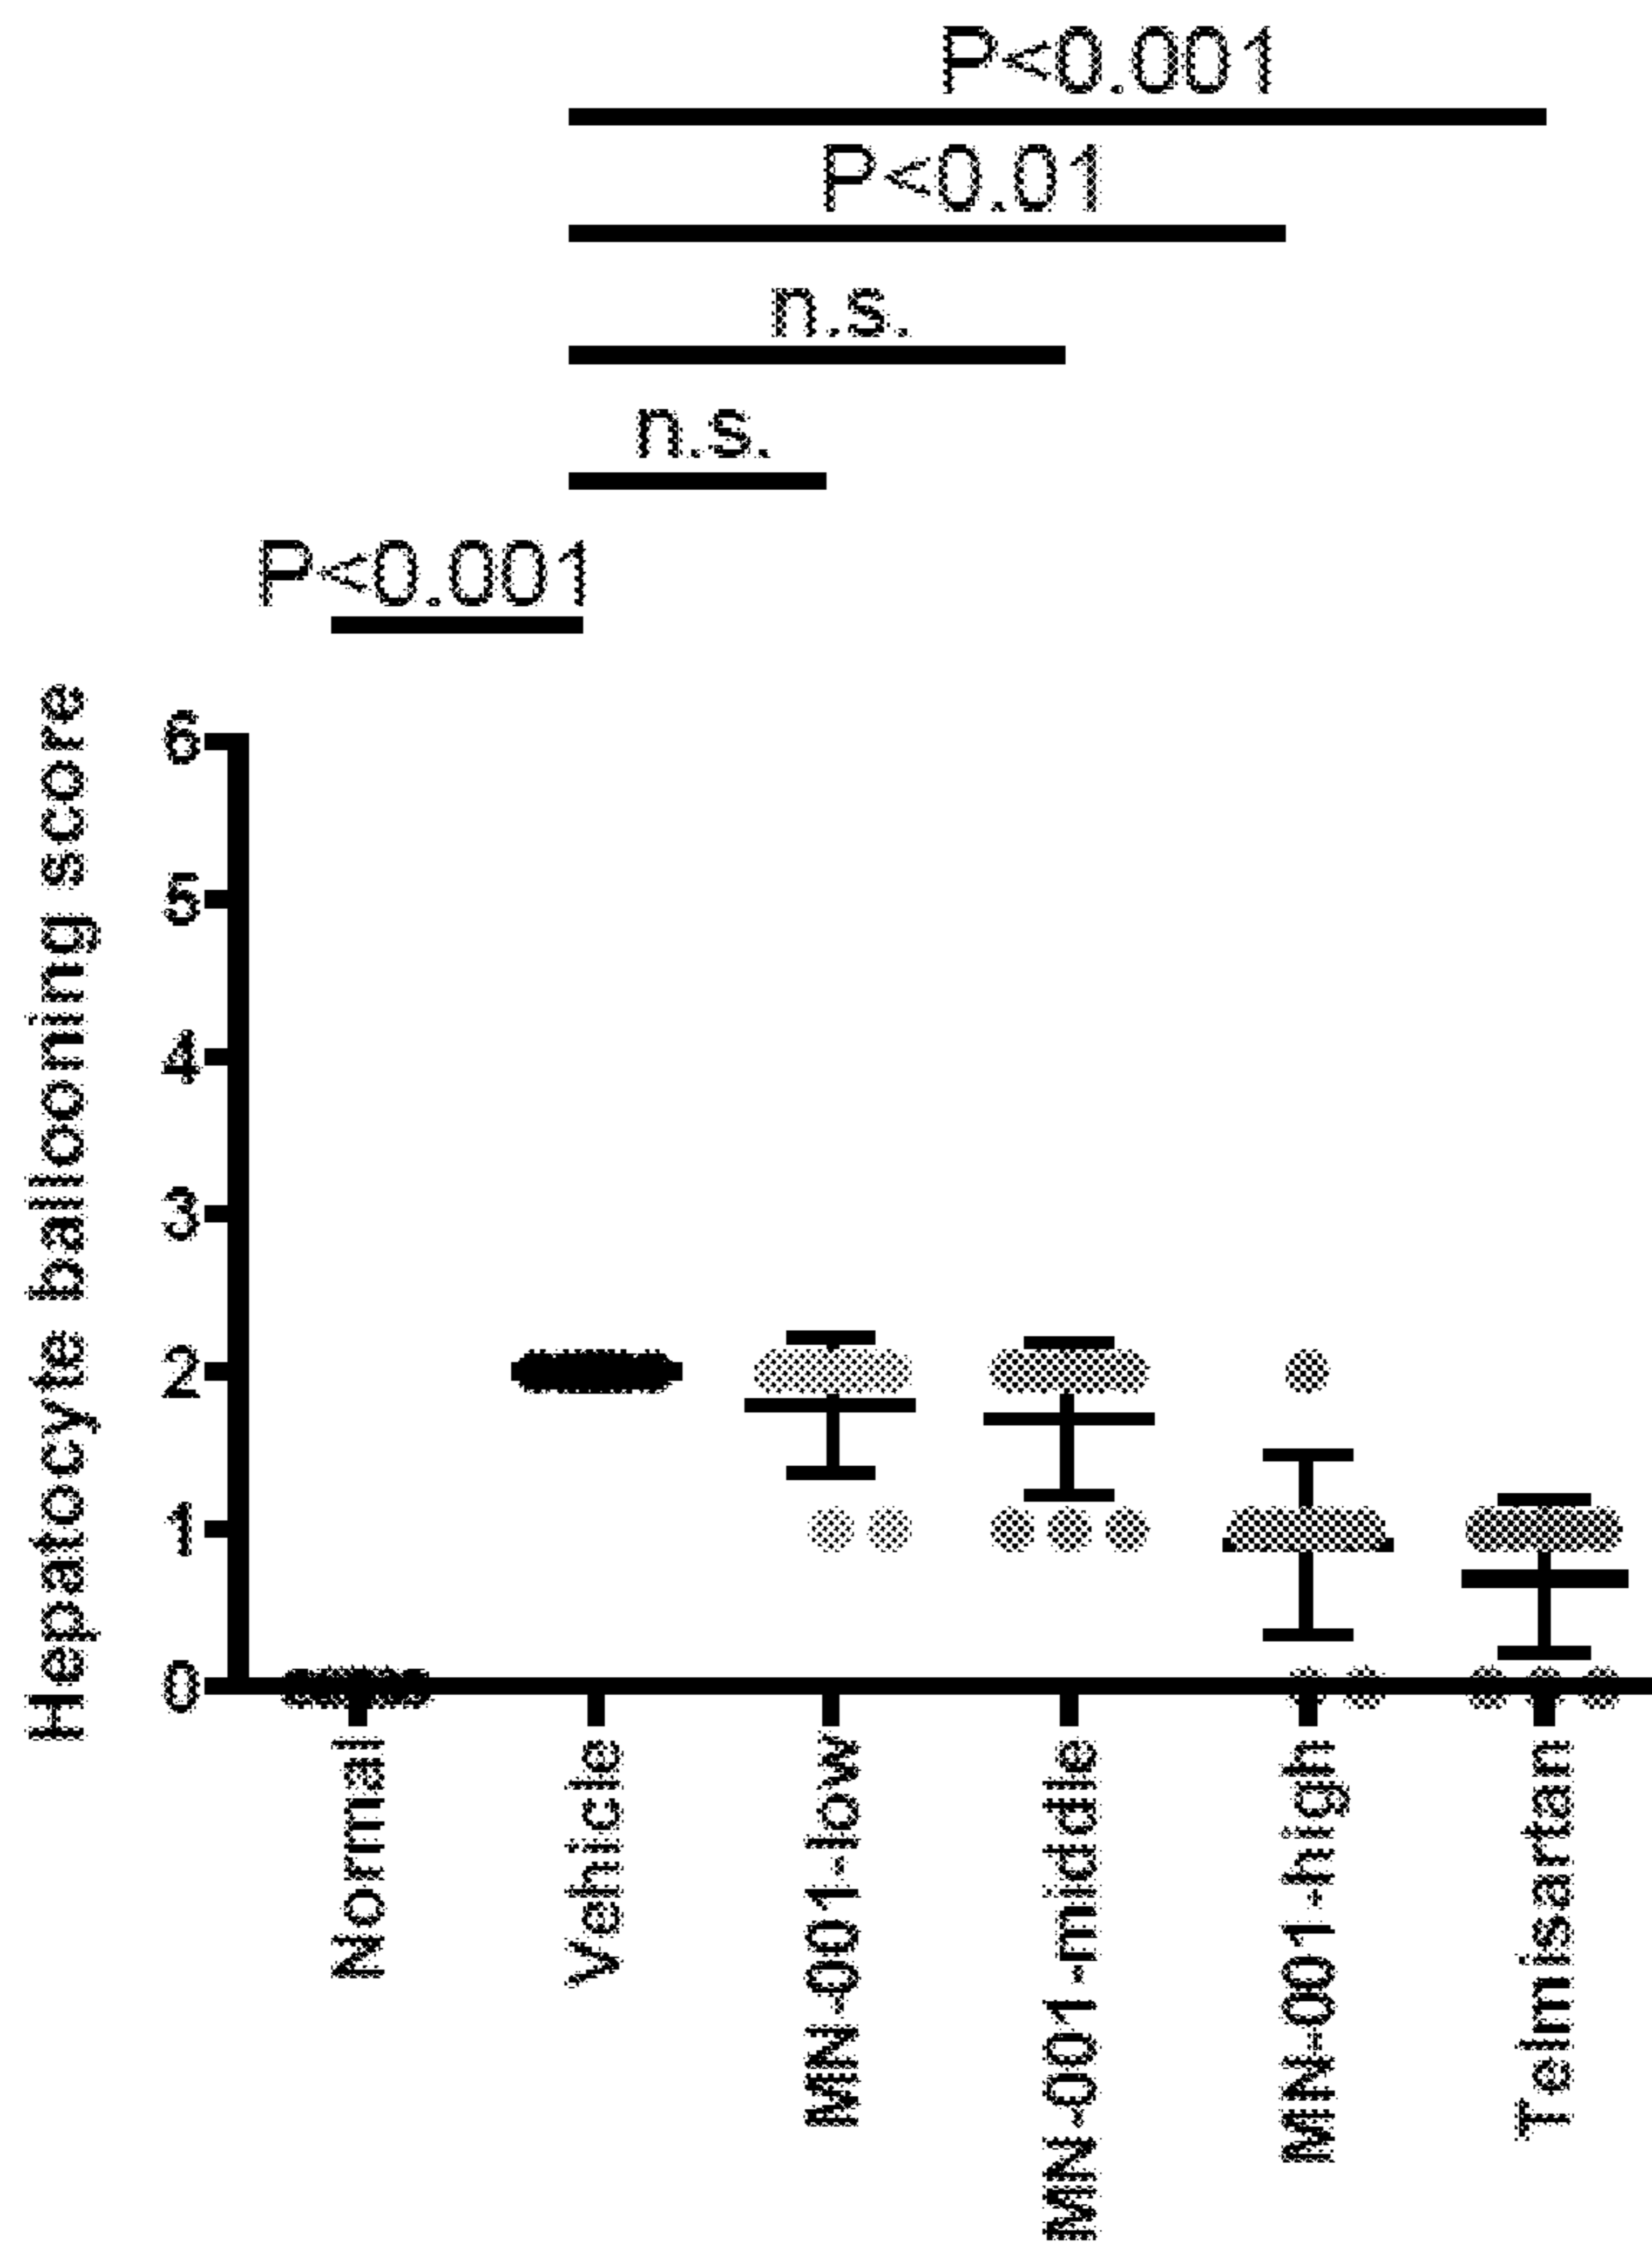 P<0.001
P<0.01
n.s.
n.s.
P<0.001
Hepatocyte ballooning score
6
5
4
3
2
1
0
Normal
Vehicle
MN-001-low
MN-001-middle
MN-001-high
Telmisartan